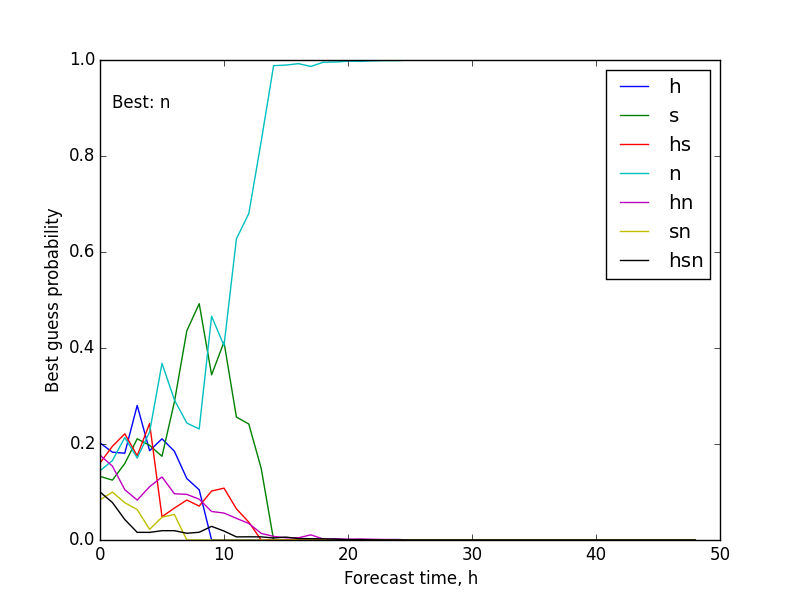 1.0
0.8
0.6
0.4
0.2
0.0
Best guess probability
Best: n
h
s
hs
n
hn
sn
hsn
0 10 20 30 40 50
Forecast time, h